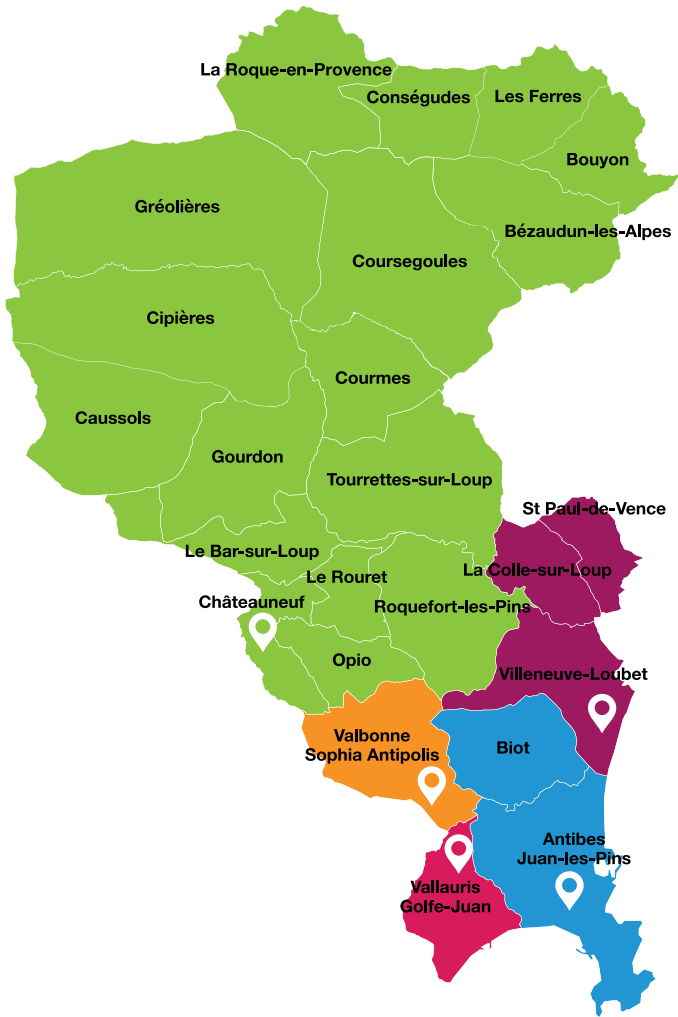 La Roque-en-Provence
Conségudes
Les Ferres
Bouyon
Gréolières
Bézaudun-les-Alpes
Coursegoules
Cipières
Courmes
Caussols
Gourdon
Tourrettes-sur-Loup
St Paul-de-Vence
Le Bar-sur-Loup
La Colle-sur-Loup
Le Rouret
Châteauneuf
Roquefort-les-Pins
Opio
Villeneuve-Loubet
Valbonne
Sophia Antipolis
Biot
Antibes
Juan-les-Pins
Vallauris
Golfe-Juan